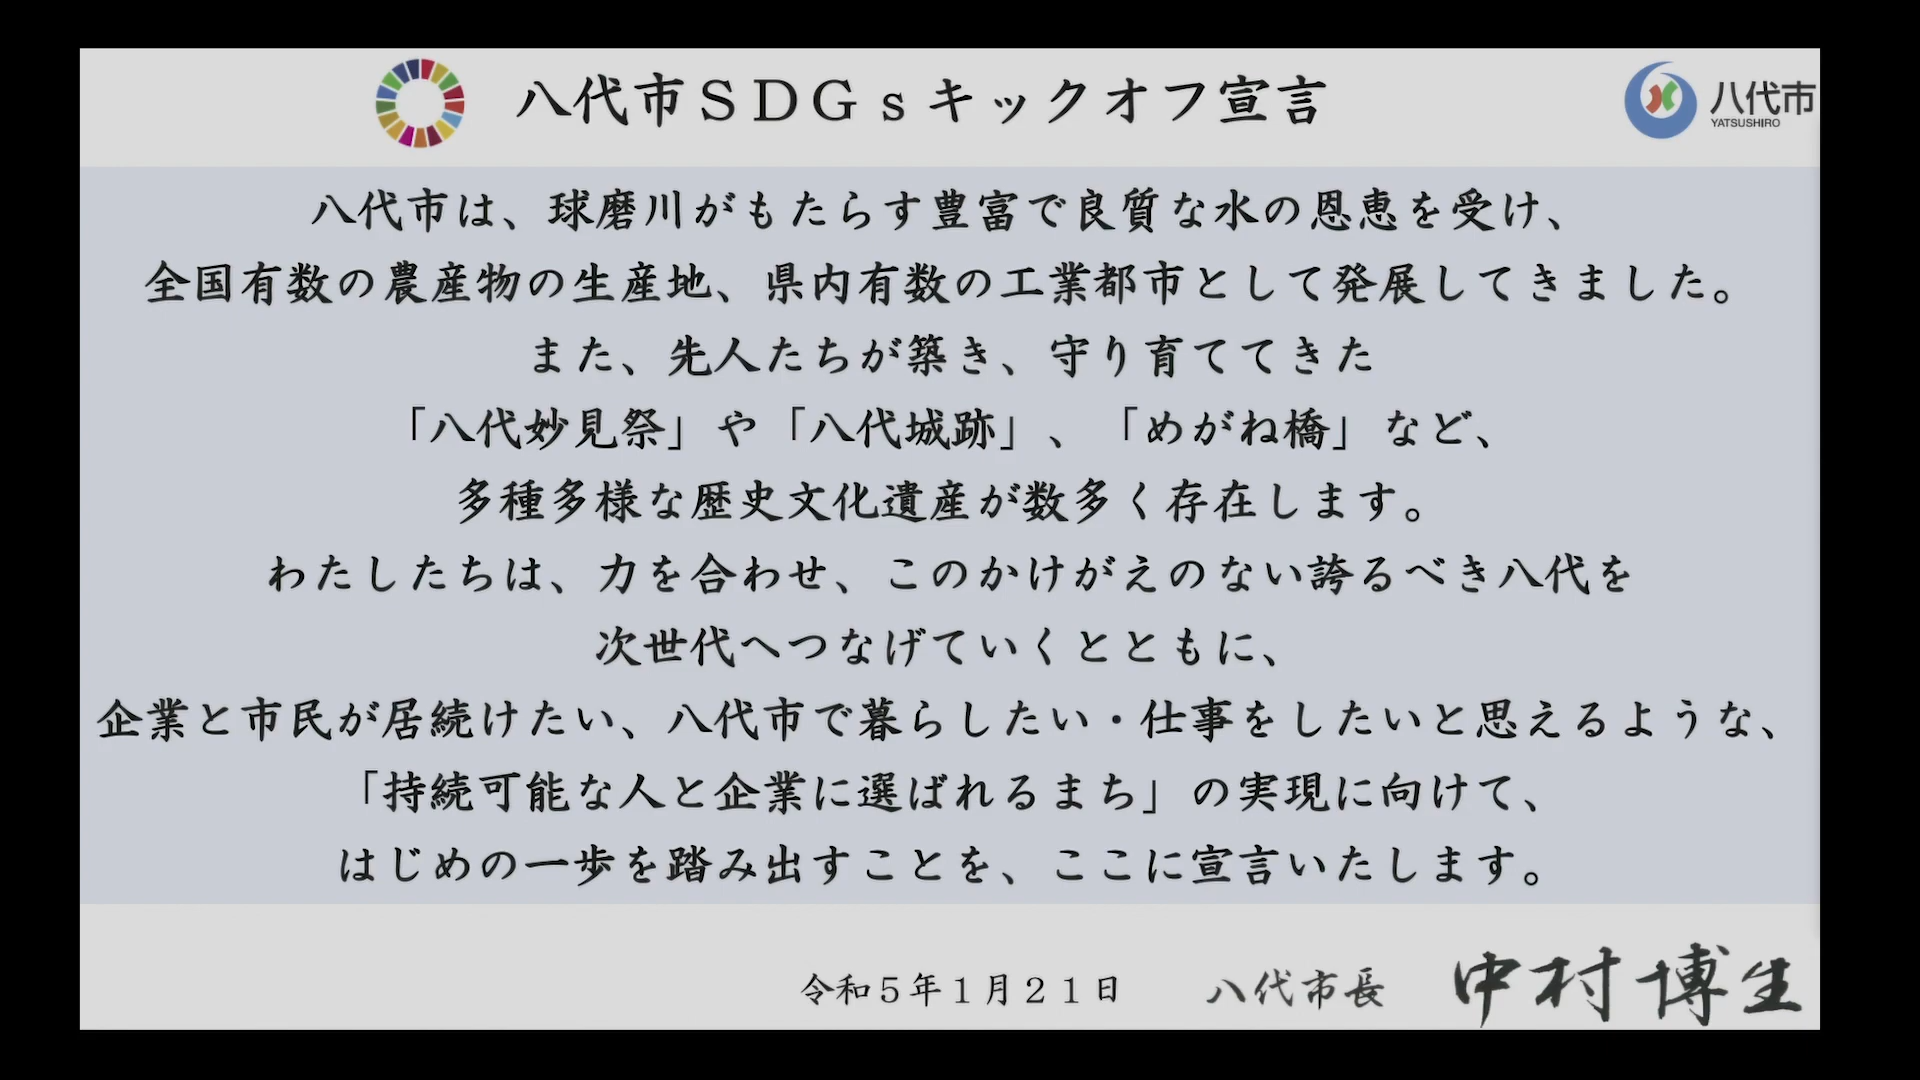 八代市ＳＤＧｓキックオフ宣言
八代市
YATSUSHIRO
八代市は、球磨川がもたらす豊富で良質な水の恩恵を受け、
全国有数の農産物の生産地、県内有数の工業都市として発展してきました。
また、先人たちが築き、守り育ててきた
「八代妙見祭」や「八代城跡」、「めがね橋」など、
多種多様な歴史文化遺産が数多く存在します。
わたしたちは、力を合わせ、このかけがえのない誇るべき八代を
次世代へつなげていくとともに、
企業と市民が居続けたい、八代市で暮らしたい・仕事をしたいと思えるような、
「持続可能な人と企業に選ばれるまち」の実現に向けて、
はじめの一歩を踏み出すことを、ここに宣言いたします。
令和５年１月２１日 八代市長 中村博生